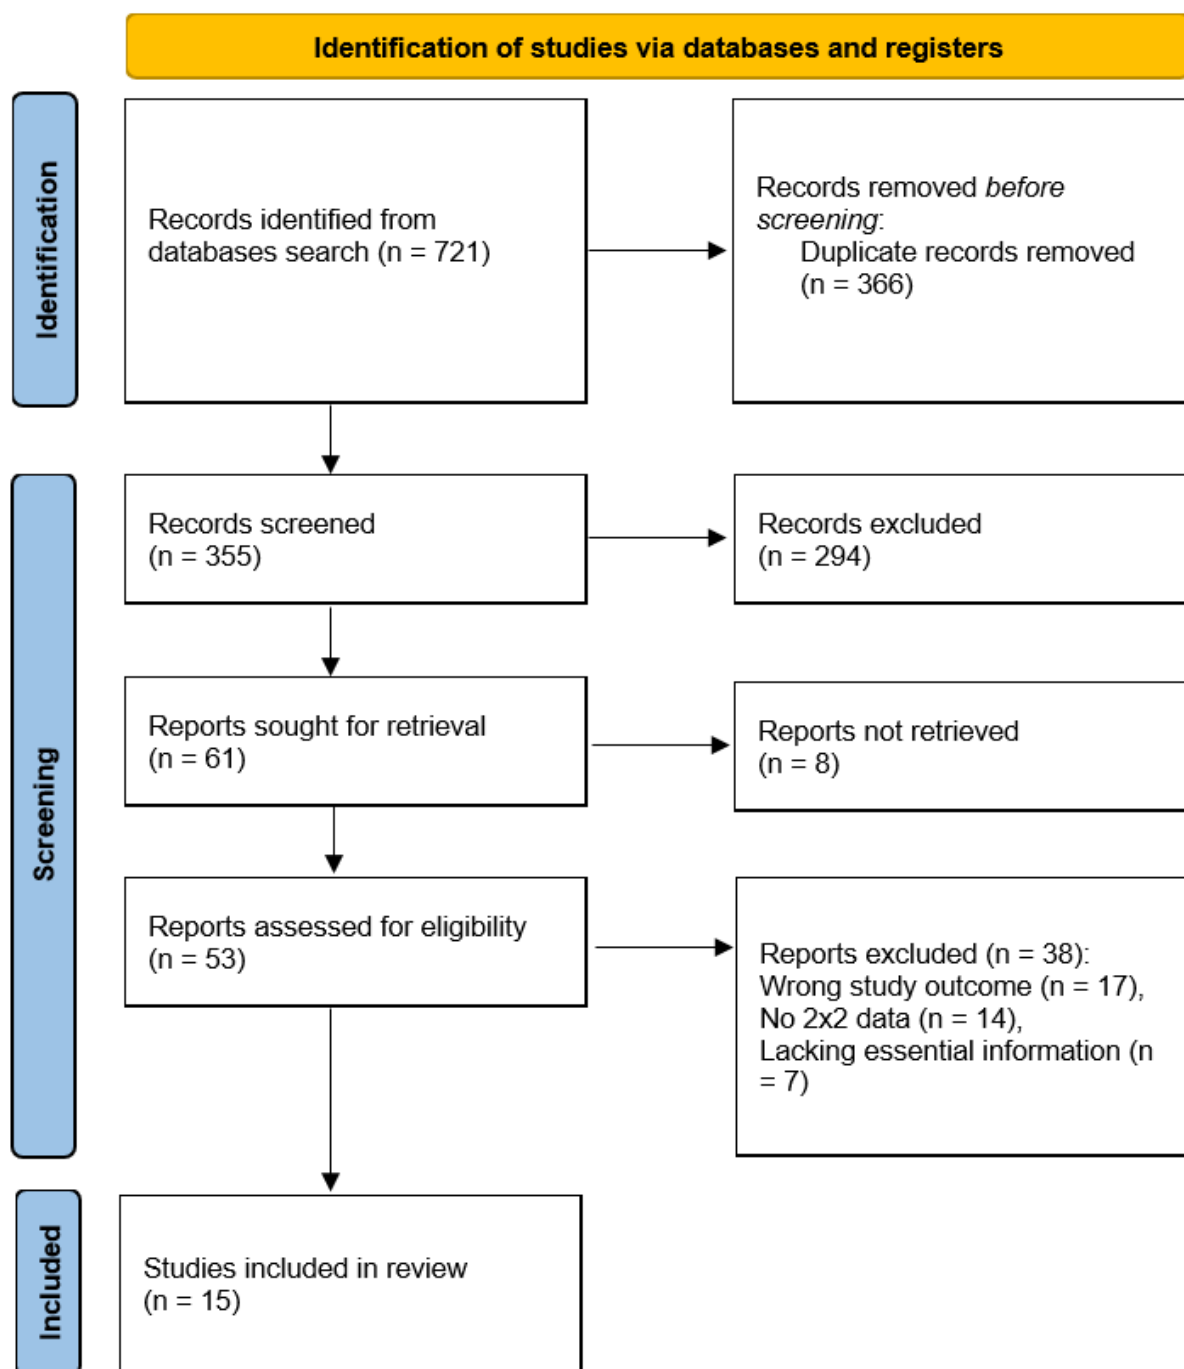 Identification of studies via databases and registers
Identification
Records identified from
databases search (n = 721)
Records removed before
screening:
Duplicate records removed
(n = 366)
Screening
Records screened
(n = 355)
Records excluded
(n = 294)
Reports sought for retrieval
(n = 61)
Reports not retrieved
(n = 8)
Reports assessed for eligibility
(n = 53)
Reports excluded (n = 38):
Wrong study outcome (n = 17),
No 2x2 data (n = 14),
Lacking essential information (n
= 7)
Included
Studies included in review
(n = 15)